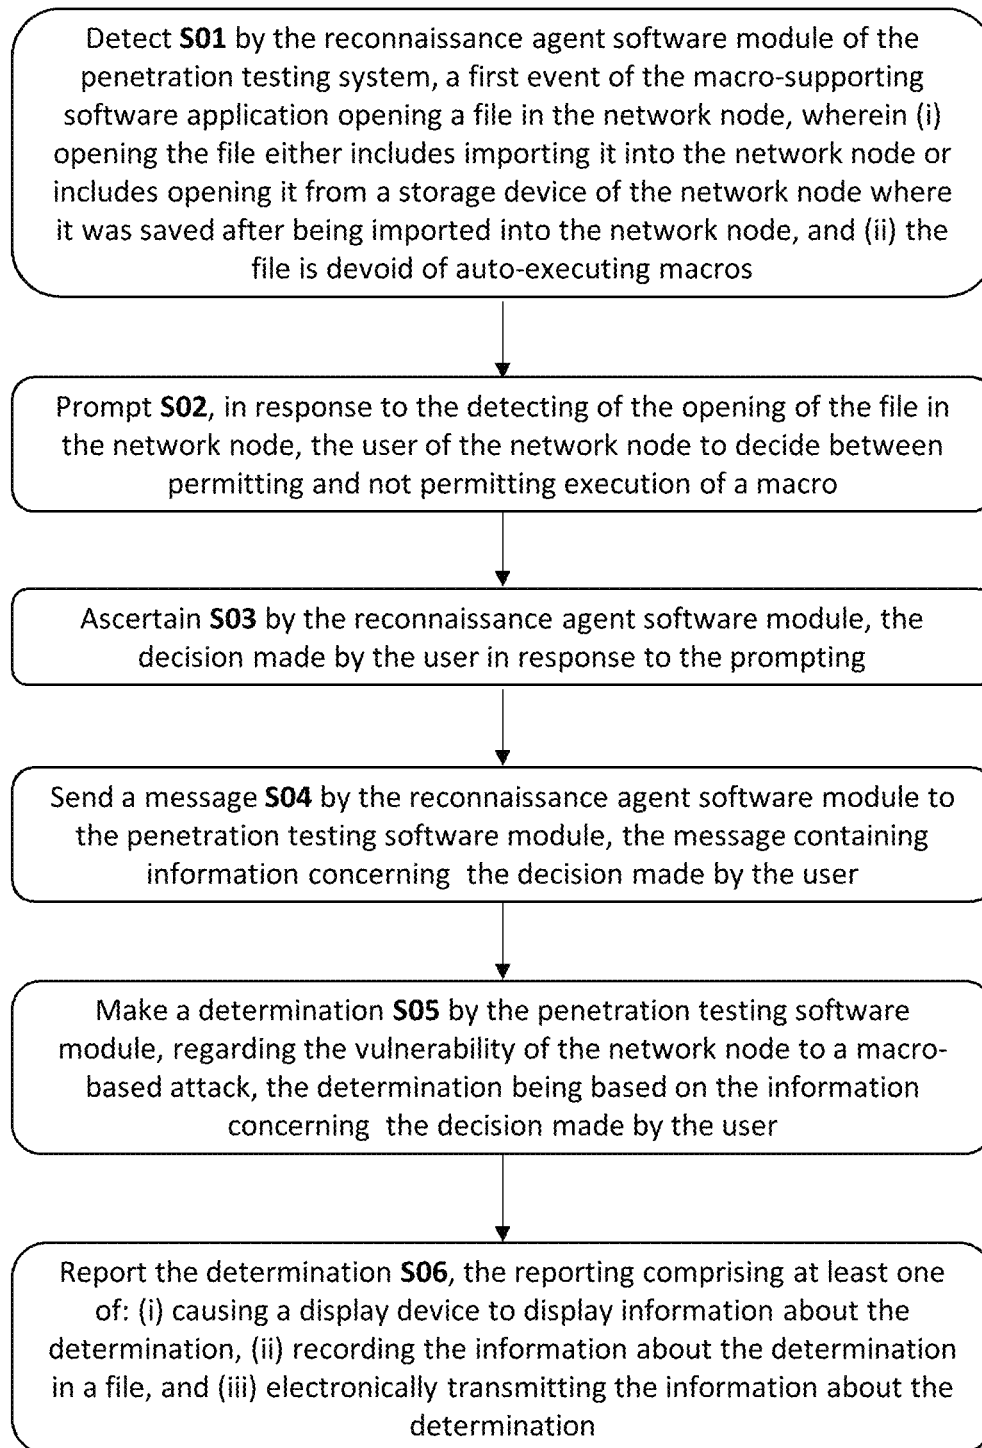 Detect S01 by the reconnaissance agent software module of the
penetration testing system, a first event of the macro-supporting
software application opening a file in the network node, wherein (i)
opening the file either includes importing it into the network node or
includes opening it from a storage device of the network node where
it was saved after being imported into the network node, and (ii) the
file is devoid of auto-executing macros
Prompt S02, in response to the detecting of the opening of the file in
the network node, the user of the network node to decide between
permitting and not permitting execution of a macro
Ascertain S03 by the reconnaissance agent software module, the
decision made by the user in response to the prompting
Send a message S04 by the reconnaissance agent software module to
the penetration testing software module, the message containing
information concerning the decision made by the user
Make a determination S05 by the penetration testing software
module, regarding the vulnerability of the network node to a macro-
based attack, the determination being based on the information
concerning the decision made by the user
Report the determination S06, the reporting comprising at least one
of: (i) causing a display device to display information about the
determination, (ii) recording the information about the determination
in a file, and (iii) electronically transmitting the information about the
determination